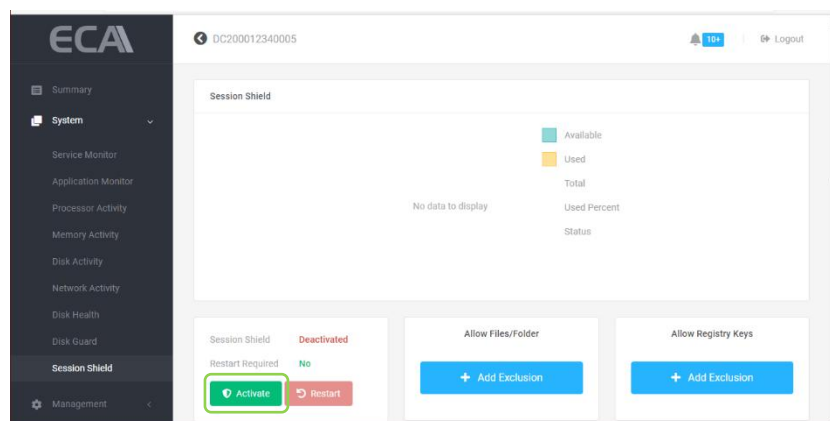 ECA
DC200012340005
10+
Logout
Summary
System
Service Monitor
Application Monitor
Processor Activity
Memory Activity
Disk Activity
Network Activity
Disk Health
Disk Guard
Session Shield
Management
Session Shield
Available
Used
Total
No data to display
Used Percent
Status
Session Shield Deactivated
Restart Required No
Activate Restart
Allow Files/Folder
+ Add Exclusion
Allow Registry Keys
+ Add Exclusion